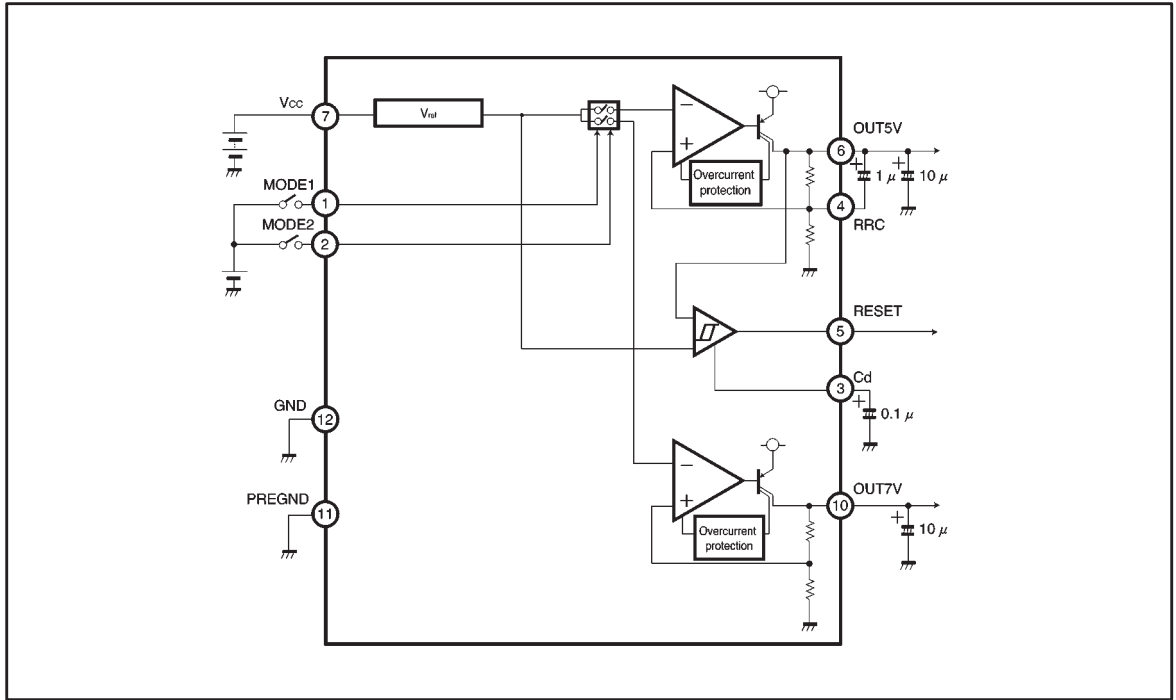 Vcc
7
Vref
MODE1
1
MODE2
2
GND
12
PREGND
11
−
+
Overcurrent
protection
OUT5V
6
+
1 μ
+
10 μ
4
RRC
RESET
5
Cd
3
+
0.1 μ
−
+
Overcurrent
protection
OUT7V
10
+
10 μ